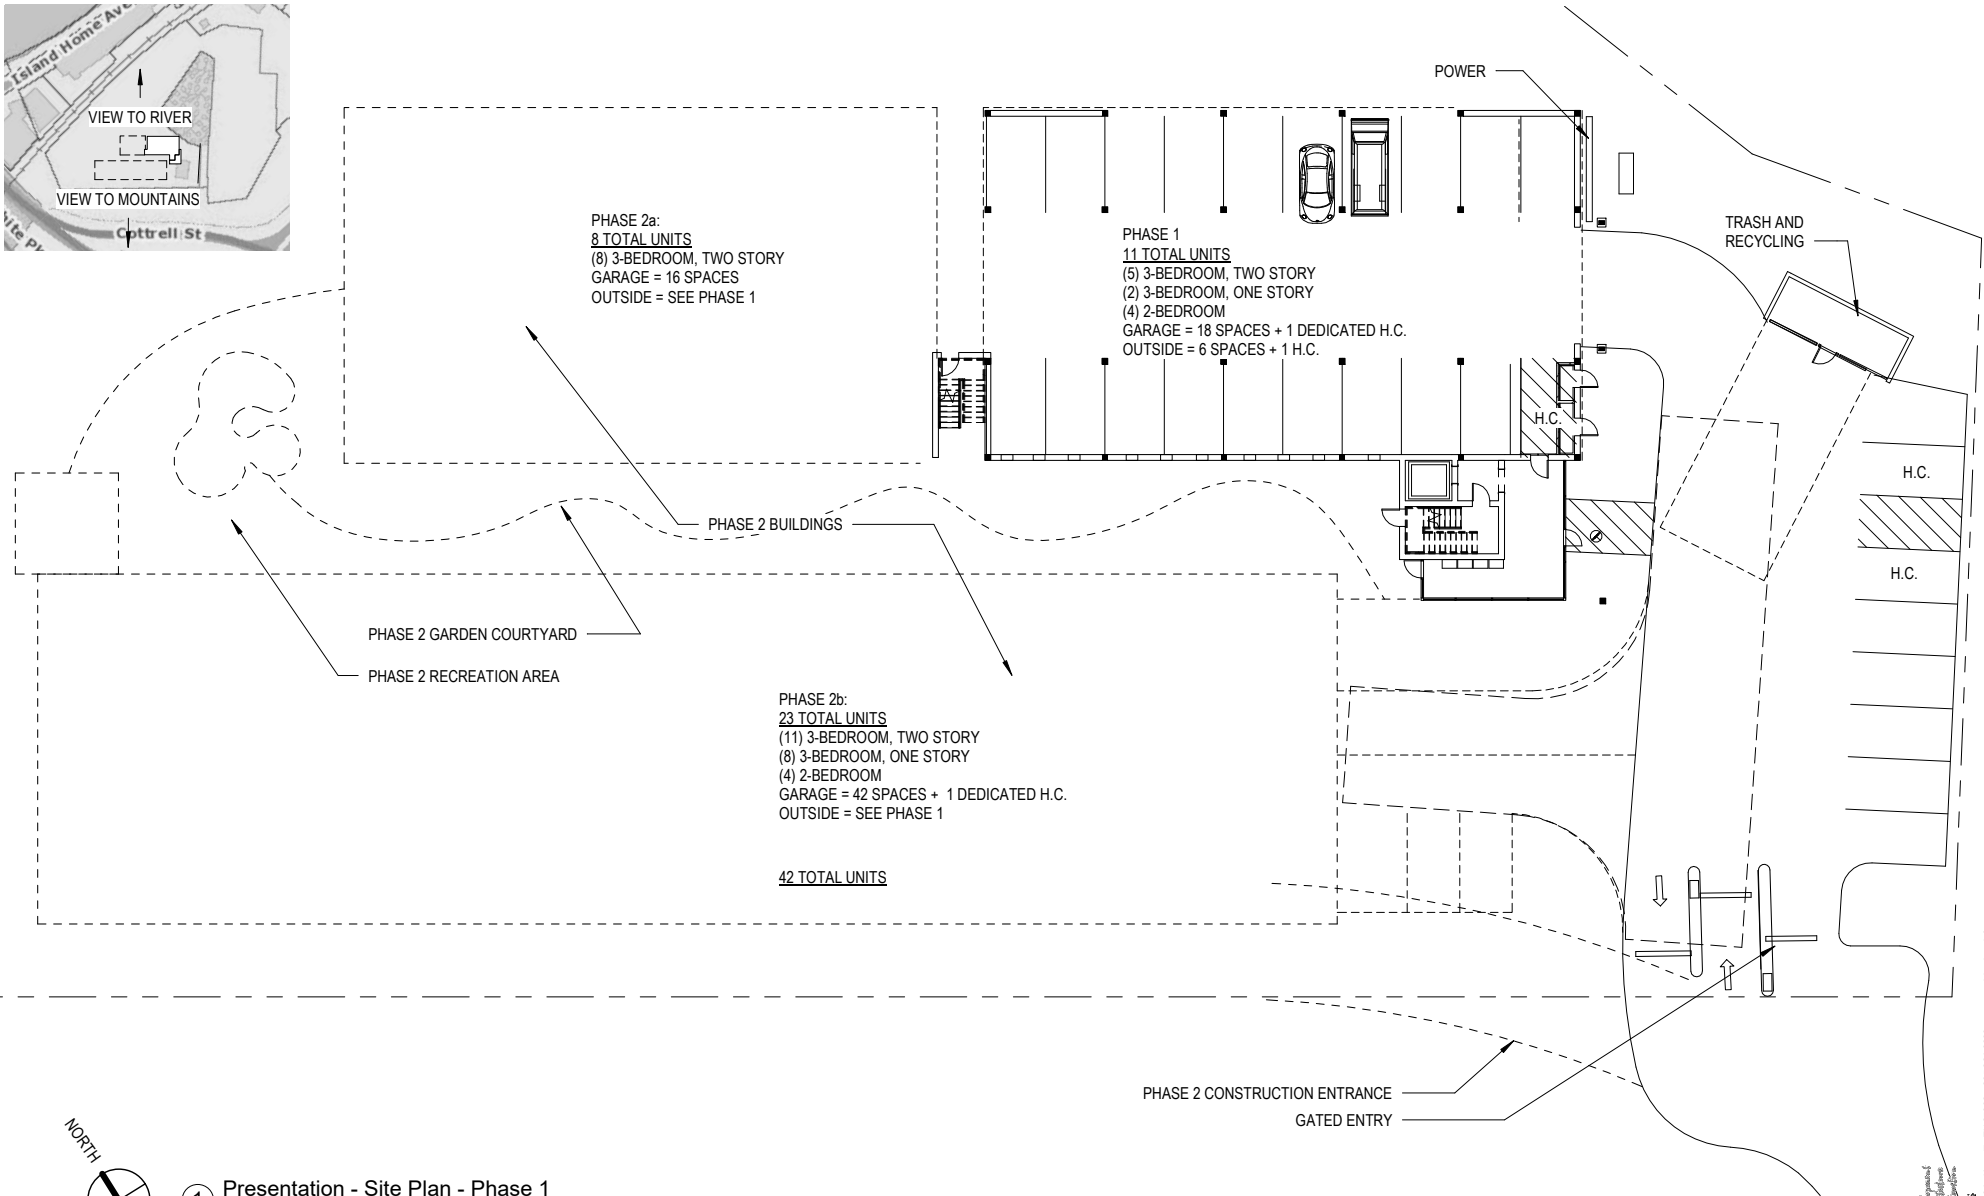 Island Home Ave
VIEW TO RIVER
VIEW TO MOUNTAINS
Cottrell St
POWER
TRASH AND
RECYCLING
PHASE 2a:
8 TOTAL UNITS
(8) 3-BEDROOM, TWO STORY
GARAGE = 16 SPACES
OUTSIDE = SEE PHASE 1
PHASE 1
11 TOTAL UNITS
(5) 3-BEDROOM, TWO STORY
(2) 3-BEDROOM, ONE STORY
(4) 2-BEDROOM
GARAGE = 18 SPACES + 1 DEDICATED H.C.
OUTSIDE = 6 SPACES + 1 H.C.
H.C.
H.C.
H.C.
PHASE 2 BUILDINGS
PHASE 2 GARDEN COURTYARD
PHASE 2 RECREATION AREA
PHASE 2b:
23 TOTAL UNITS
(11) 3-BEDROOM, TWO STORY
(8) 3-BEDROOM, ONE STORY
(4) 2-BEDROOM
GARAGE = 42 SPACES + 1 DEDICATED H.C.
OUTSIDE = SEE PHASE 1
42 TOTAL UNITS
PHASE 2 CONSTRUCTION ENTRANCE
GATED ENTRY
NORTH
Presentation - Site Plan - Phase 1